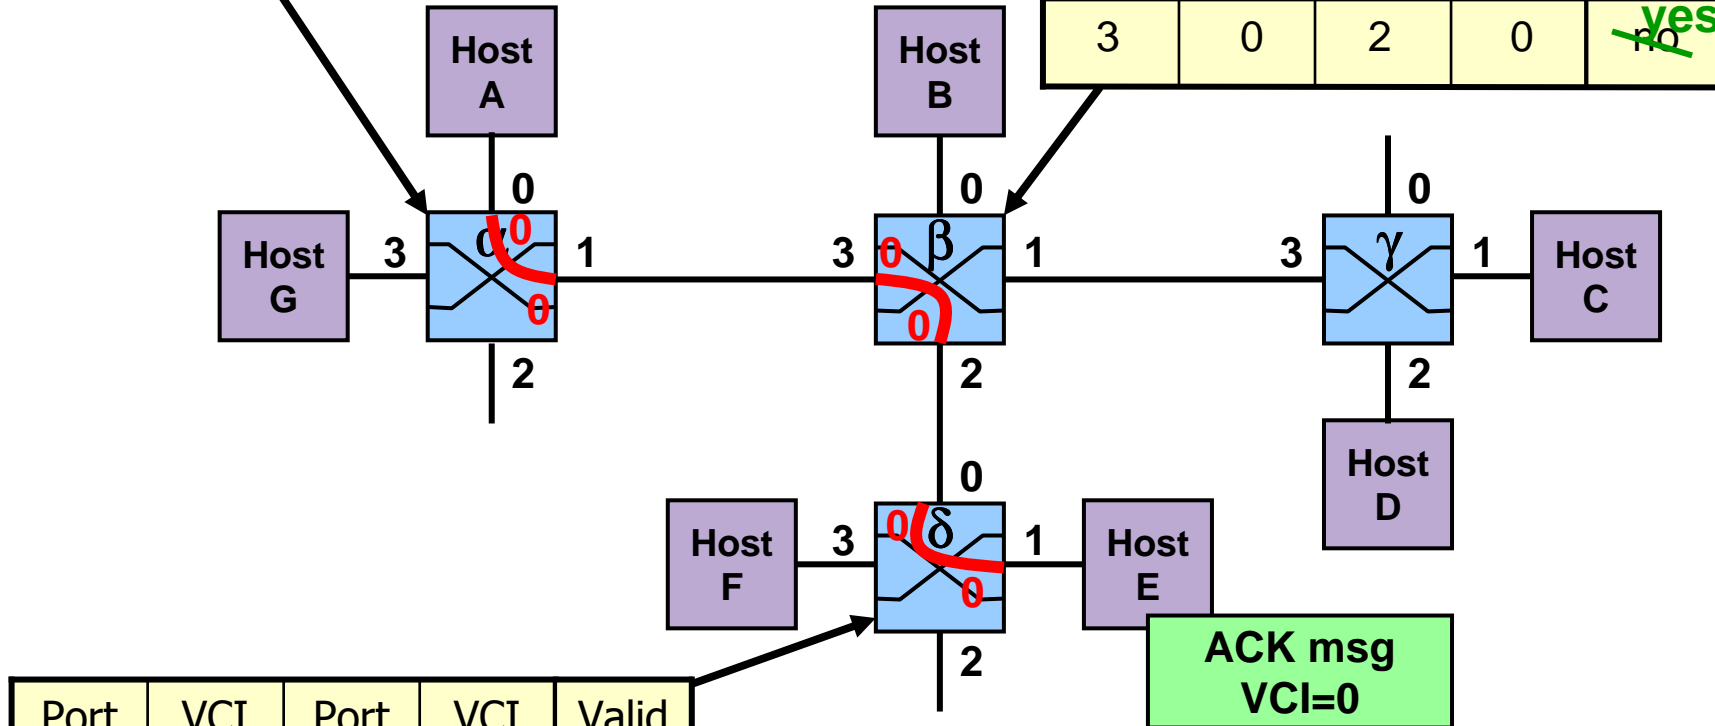 3 0 2 0 no yes
Host
A
Host
B
0
0
0
Host
G
3
α
0
1
0
3
0
β
0
1
3
γ
1
Host
C
2
2
2
Host
D
0
Host
F
3
0
δ
0
1
Host
E
2
ACK msg
VCI=0
Port VCI Port VCI Valid